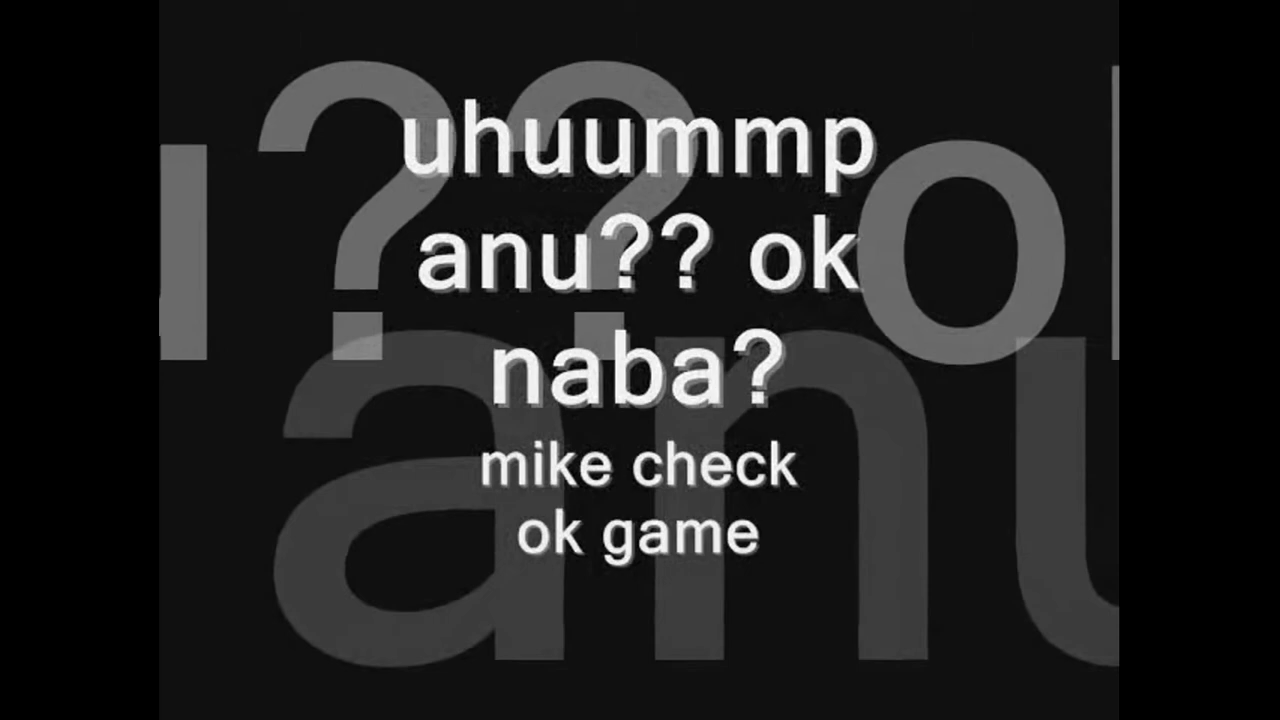 uhuummp
anu?? ok
naba?
mike check
ok game